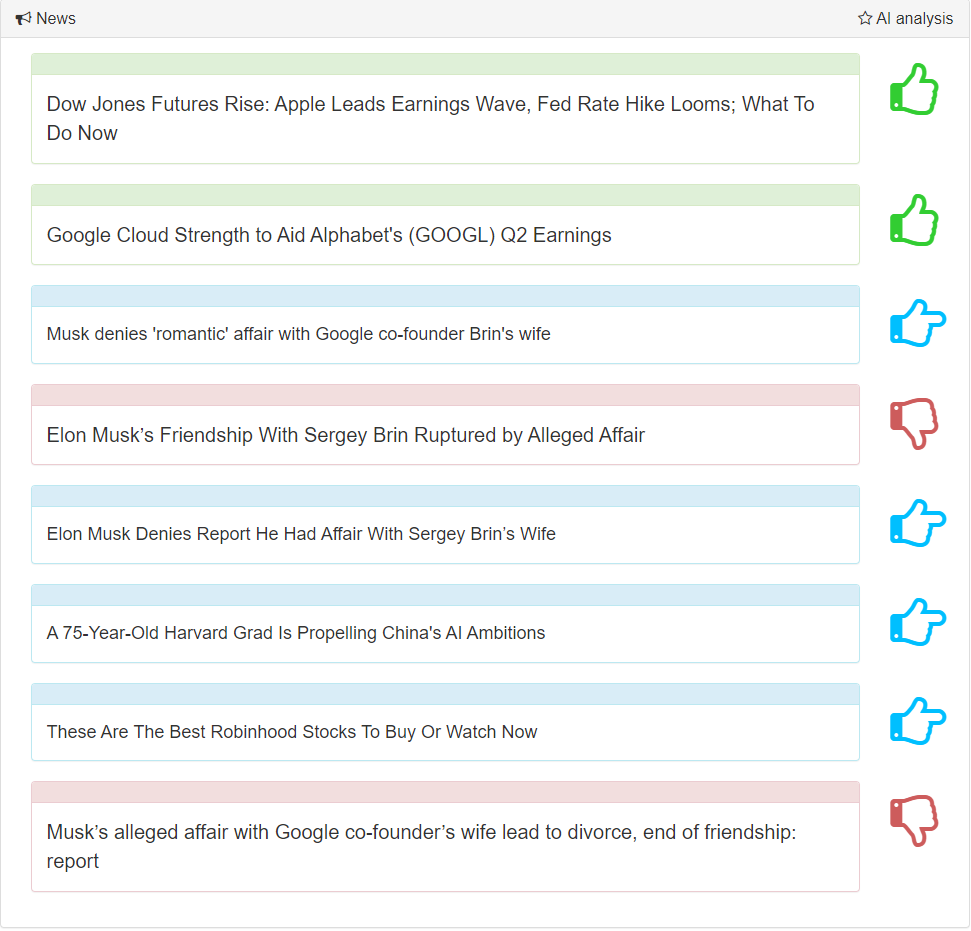 News
AI analysis
Dow Jones Futures Rise: Apple Leads Earnings Wave, Fed Rate Hike Looms; What To
Do Now
Google Cloud Strength to Aid Alphabet's (GOOGL) Q2 Earnings
Musk denies 'romantic' affair with Google co-founder Brin's wife
Elon Musk’s Friendship With Sergey Brin Ruptured by Alleged Affair
Elon Musk Denies Report He Had Affair With Sergey Brin’s Wife
A 75-Year-Old Harvard Grad Is Propelling China's AI Ambitions
These Are The Best Robinhood Stocks To Buy Or Watch Now
Musk’s alleged affair with Google co-founder’s wife lead to divorce, end of friendship:
report